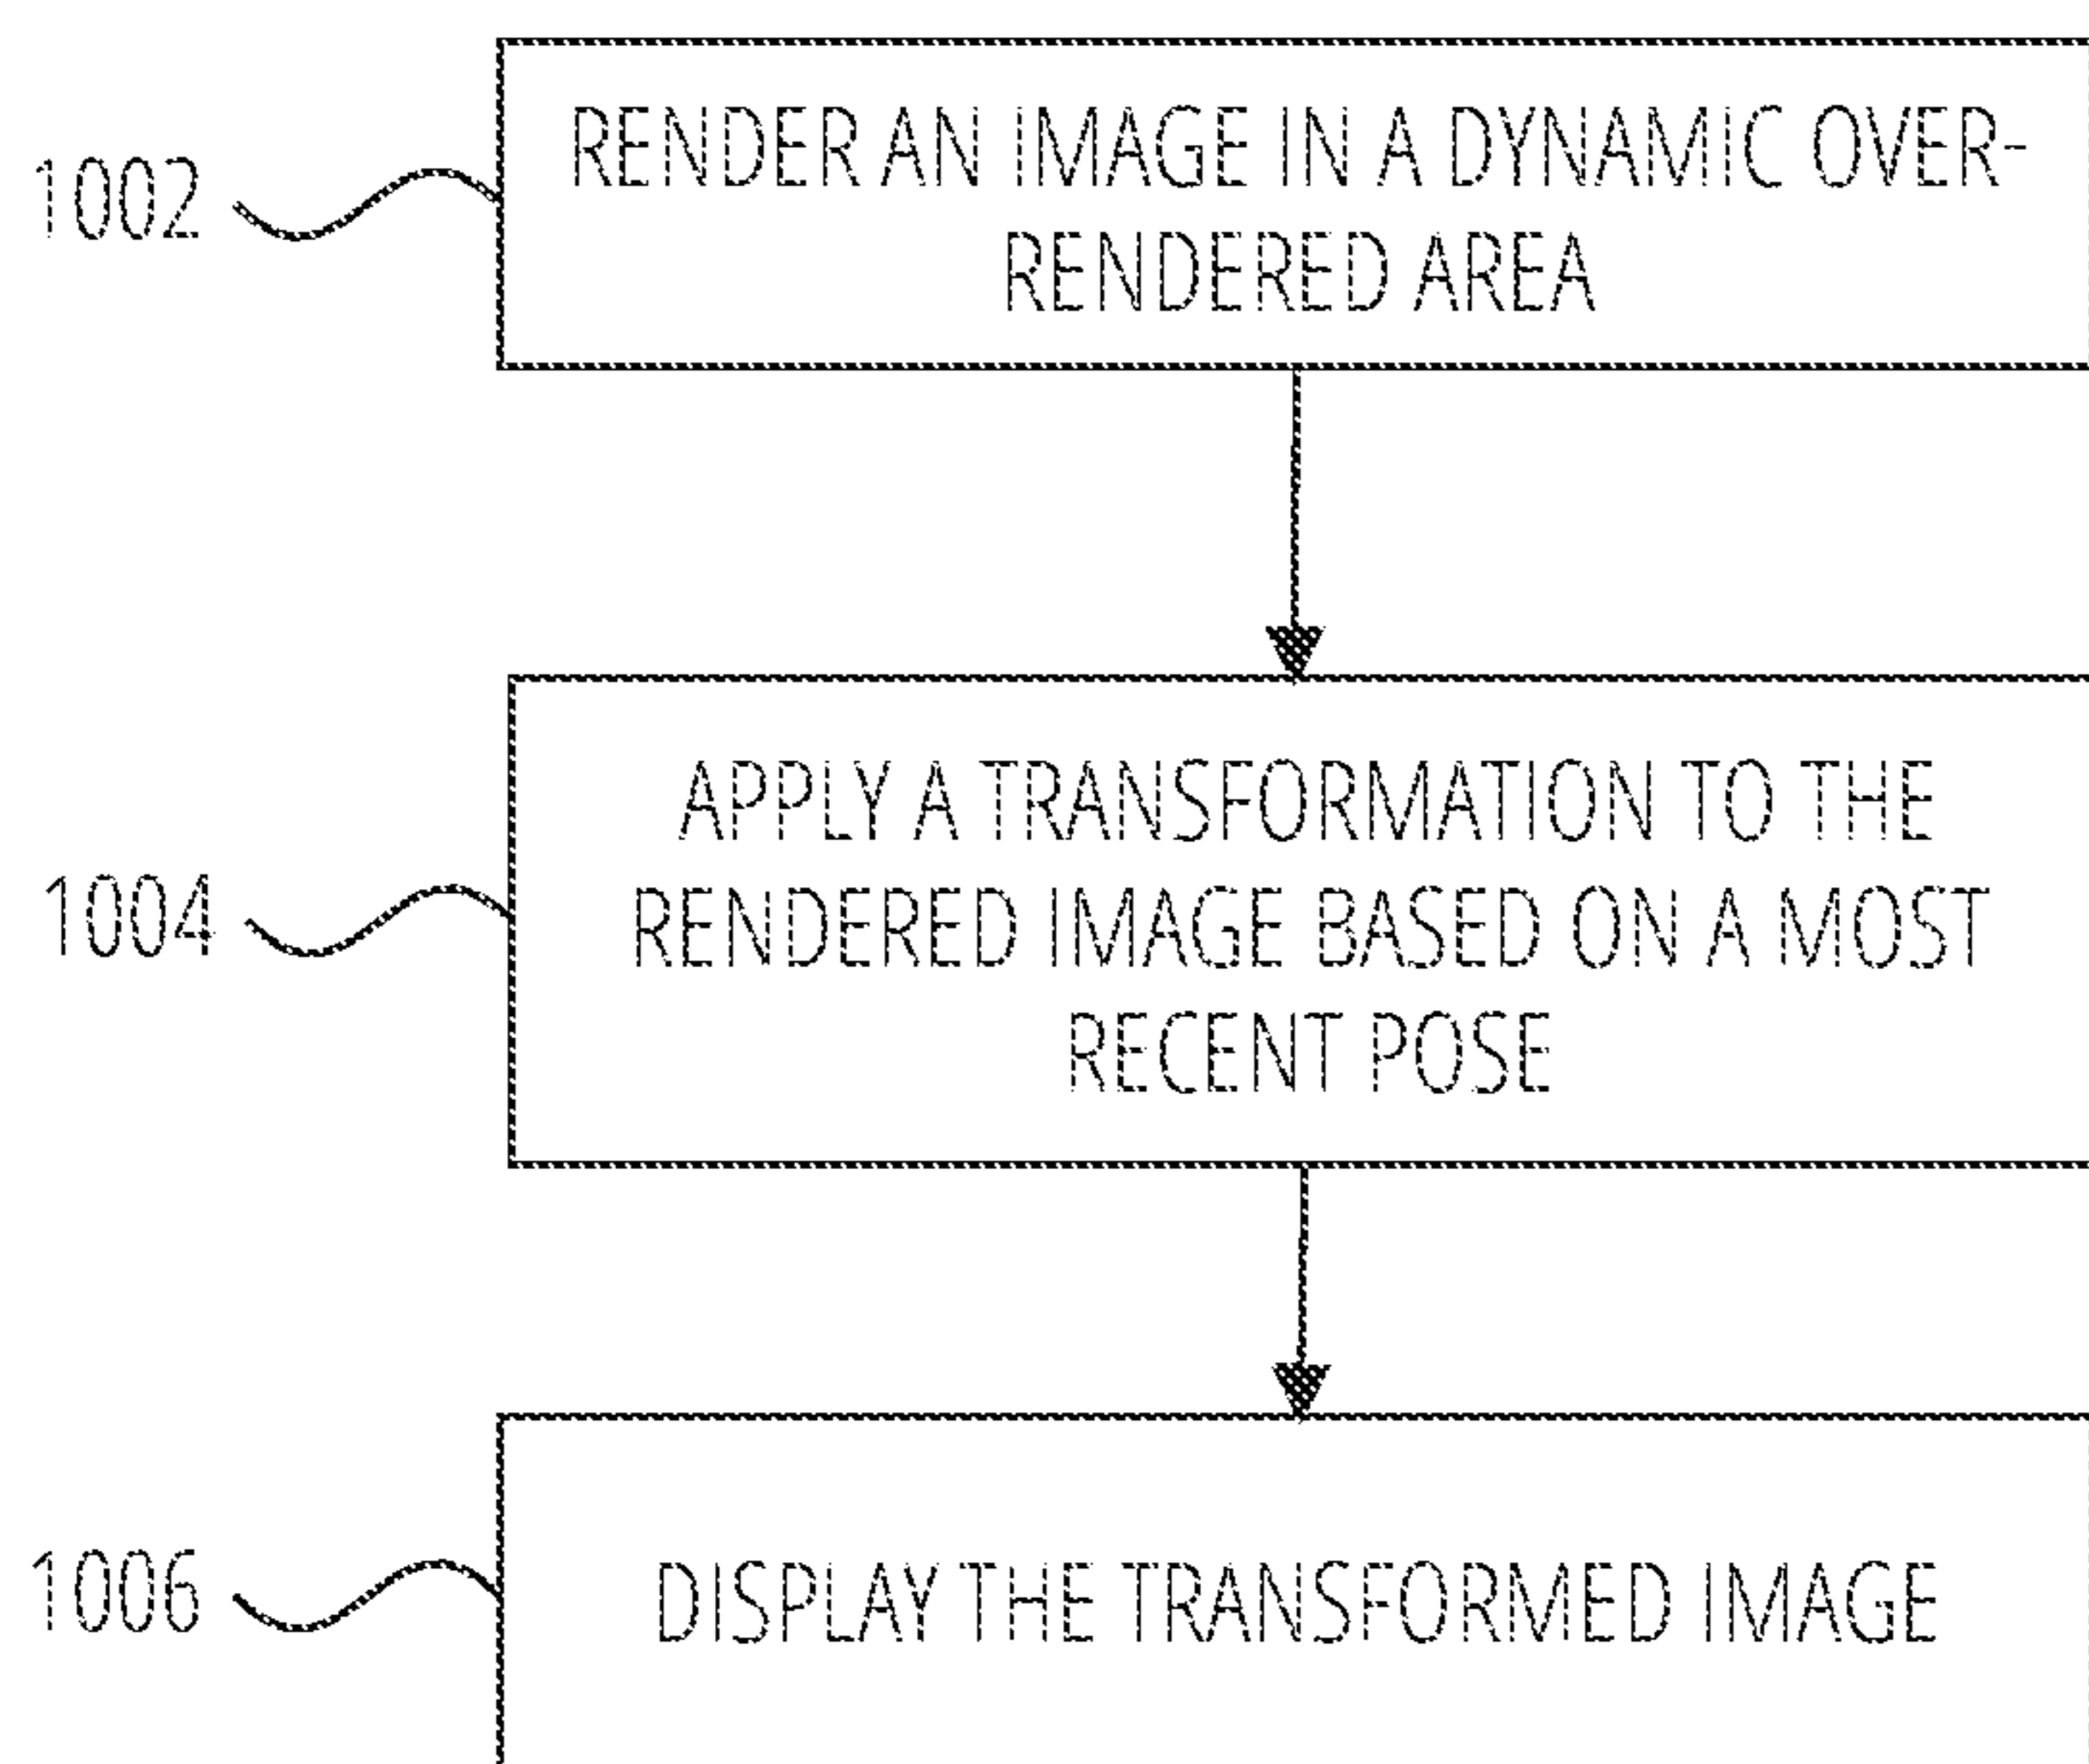 1002
RENDER AN IMAGE IN A DYNAMIC OVER-
RENDERED AREA
1004
APPLY A TRANSFORMATION TO THE
RENDERED IMAGE BASED ON A MOST
RECENT POSE
1006
DISPLAY THE TRANSFORMED IMAGE